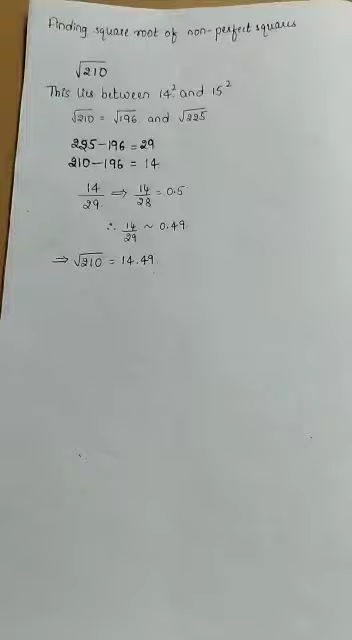 Finding square root of non-perfect squares
√210
This lies between 14² and 15²
√210 = √196 and √225
225-196 = 29
210-196 = 14
14/29 ⟹ 14/28 = 0.5
∴ 14/29 ~ 0.49
⟹ √210 = 14.49